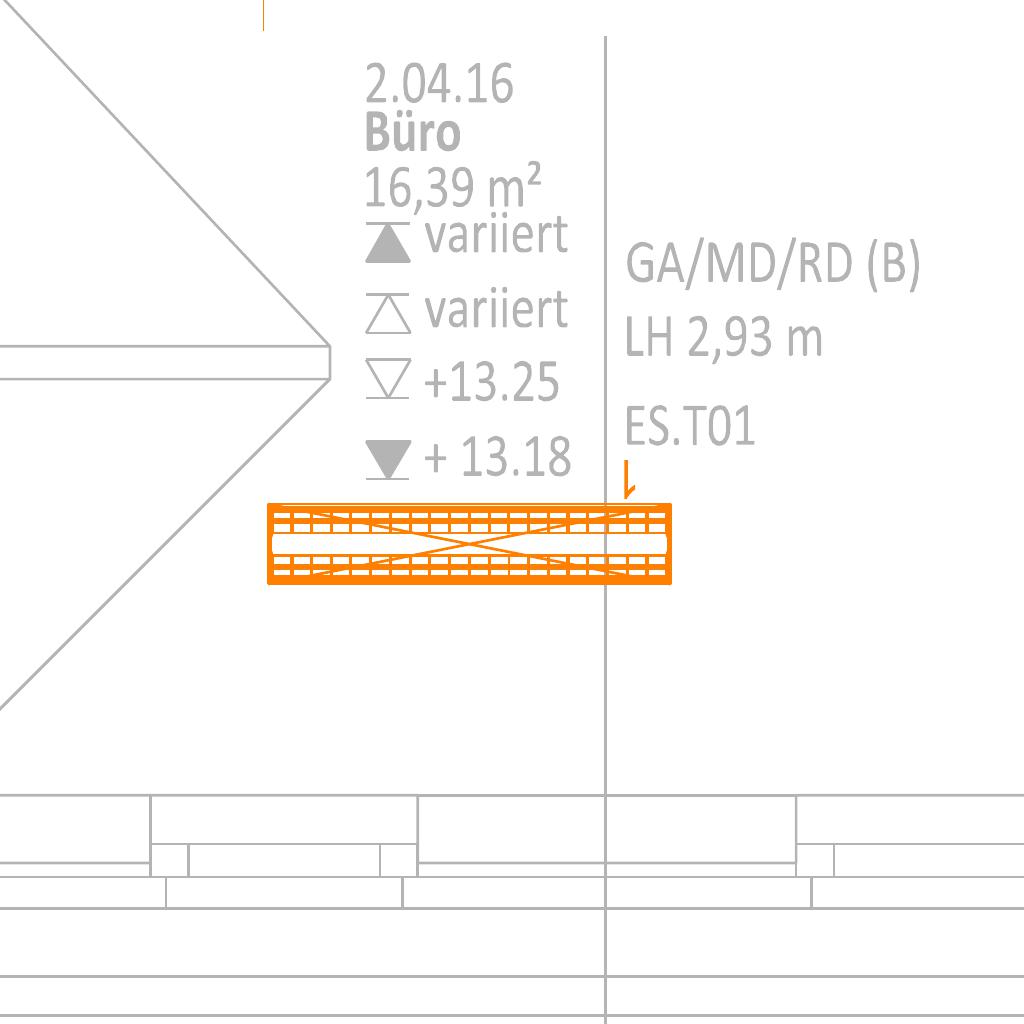 2.04.16
Büro
16,39 m²
variiert
variiert
+13.25
+ 13.18
GA/MD/RD (B)
LH 2,93 m
ES.T01